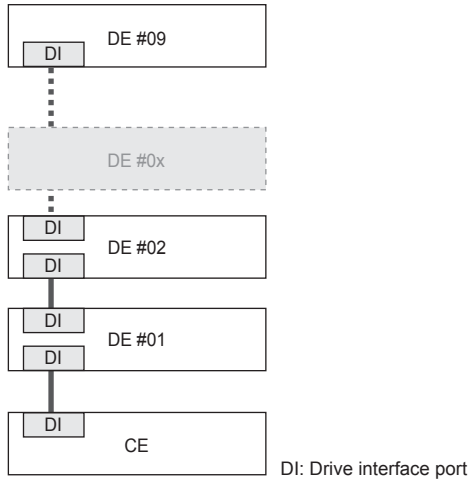 DE #09
DI
DE #0x
DI
DE #02
DI
DI
DE #01
DI
DI
CE
DI: Drive interface port